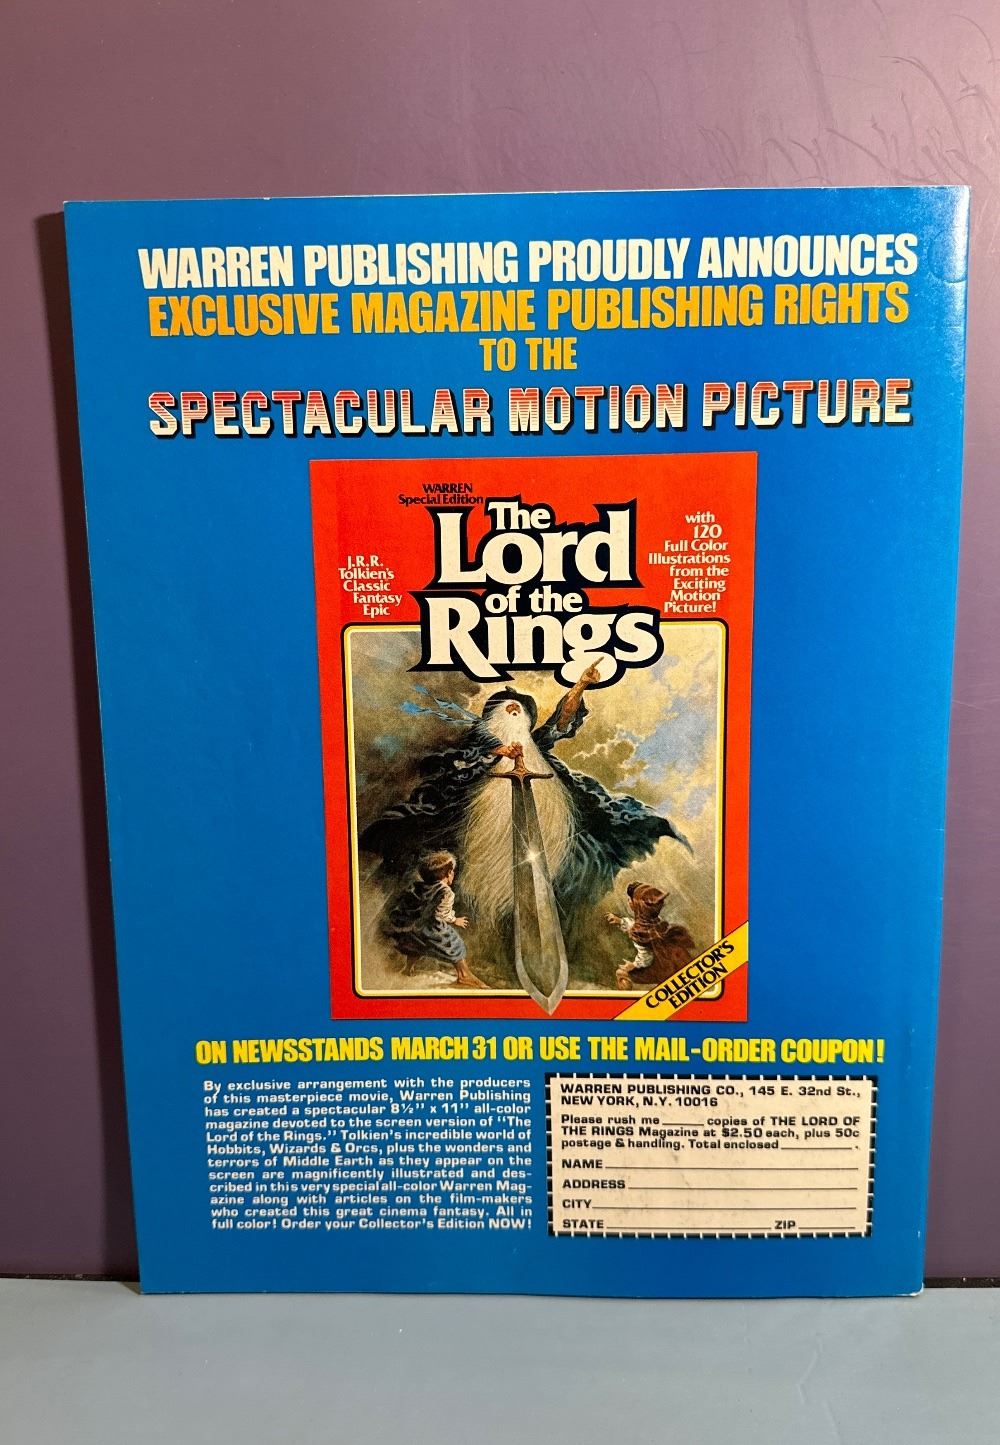 WARREN PUBLISHING PROUDLY ANNOUNCES
EXCLUSIVE MAGAZINE PUBLISHING RIGHTS
TO THE
SPECTACULAR MOTION PICTURE
WARREN
Special Edition
The
Lord
of the
Rings
J.R.R.
Tolkien's
Classic
Fantasy
Epic
with
120
Full Color
Illustrations
from the
Exciting
Motion
Picture!
COLLECTOR'S
EDITION
ON NEWSSTANDS MARCH 31 OR USE THE MAIL-ORDER COUPON!
By exclusive arrangement with the producers
of this masterpiece movie, Warren Publishing
has created a spectacular 8½" x 11" all-color
magazine devoted to the screen version of "The
Lord of the Rings." Tolkien's incredible world of
Hobbits, Wizards & Orcs, plus the wonders and
terrors of Middle Earth as they appear on the
screen are magnificently illustrated and des-
cribed in this very special all-color Warren Mag-
azine along with articles on the film-makers
who created this great cinema fantasy. All in
full color! Order your Collector's Edition NOW!
WARREN PUBLISHING CO., 145 E. 32nd St.,
NEW YORK, N.Y. 10016
Please rush me ______ copies of THE LORD OF
THE RINGS Magazine at $2.50 each, plus 50c
postage & handling. Total enclosed __________.
NAME
ADDRESS
CITY
STATE ZIP